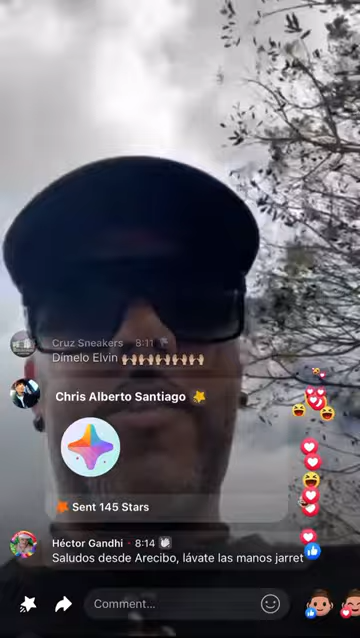 Cruz Sneakers 8:11
Dímelo Elvin 🙌🏼🙌🏼🙌🏼🙌🏼🙌🏼🙌🏼🙌🏼
Chris Alberto Santiago
Sent 145 Stars
Héctor Gandhi · 8:14
Saludos desde Arecibo, lávate las manos jarret
Comment...